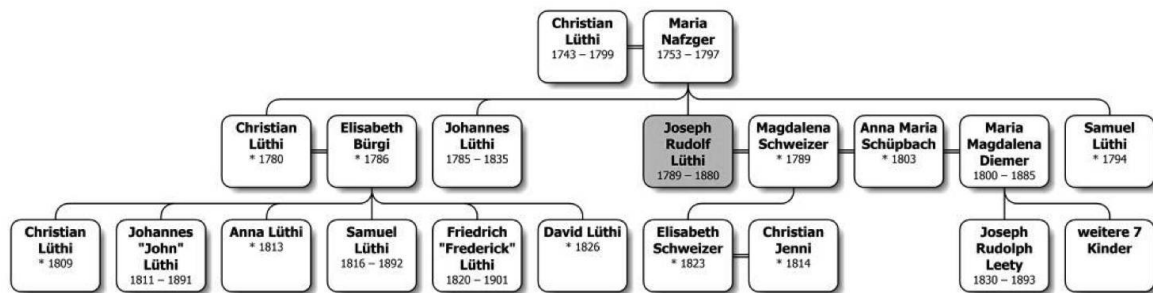 Christian
Lüthi
1743 – 1799
Maria
Nafzger
1753 – 1797
Christian
Lüthi
* 1780
Elisabeth
Bürgi
* 1786
Johannes
Lüthi
1785 – 1835
Joseph
Rudolf
Lüthi
1789 – 1880
Magdalena
Schweizer
* 1789
Anna Maria
Schüpbach
* 1803
Maria
Magdalena
Diemer
1800 – 1885
Samuel
Lüthi
* 1794
Christian
Lüthi
* 1809
Johannes
"John"
Lüthi
1811 – 1891
Anna Lüthi
* 1813
Samuel
Lüthi
1816 – 1892
Friedrich
"Frederick"
Lüthi
1820 – 1901
David Lüthi
* 1826
Elisabeth
Schweizer
* 1823
Christian
Jenni
* 1814
Joseph
Rudolph
Leety
1830 – 1893
weitere 7
Kinder